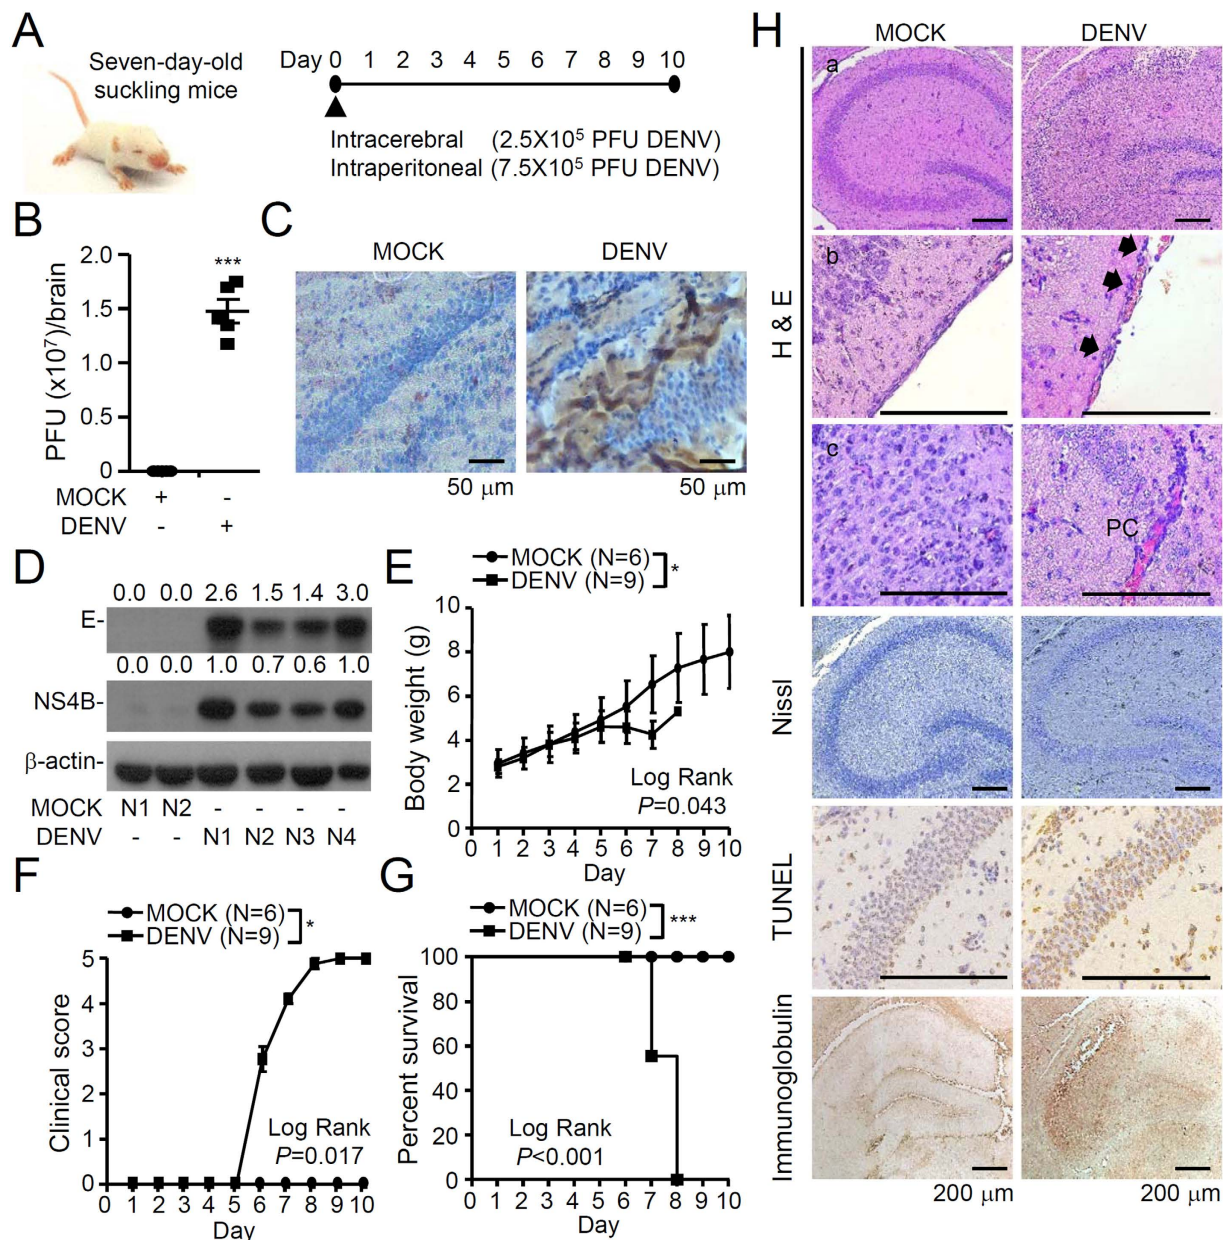 A
Seven-day-old
suckling mice
Day 0 1 2 3 4 5 6 7 8 9 10
Intracerebral (2.5X10⁵ PFU DENV)
Intraperitoneal (7.5X10⁵ PFU DENV)
B
PFU (x10⁷)/brain
2.0
1.5
1.0
0.5
0
***
MOCK + -
DENV - +
C
MOCK DENV
50 μm 50 μm
D
0.0 0.0 2.6 1.5 1.4 3.0
E-
0.0 0.0 1.0 0.7 0.6 1.0
NS4B-
β-actin-
MOCK N1 N2 - - - -
DENV - - N1 N2 N3 N4
E
MOCK (N=6)
DENV (N=9)
*
Body weight (g)
10
8
6
4
2
0
Log Rank
P=0.043
0 1 2 3 4 5 6 7 8 9 10
Day
F
MOCK (N=6)
DENV (N=9)
*
Clinical score
5
4
3
2
1
0
Log Rank
P=0.017
0 1 2 3 4 5 6 7 8 9 10
Day
G
MOCK (N=6)
DENV (N=9)
***
Percent survival
100
80
60
40
20
0
Log Rank
P<0.001
0 1 2 3 4 5 6 7 8 9 10
Day
H
MOCK DENV
H & E
a
b
c
PC
Nissl
TUNEL
Immunoglobulin
200 μm 200 μm